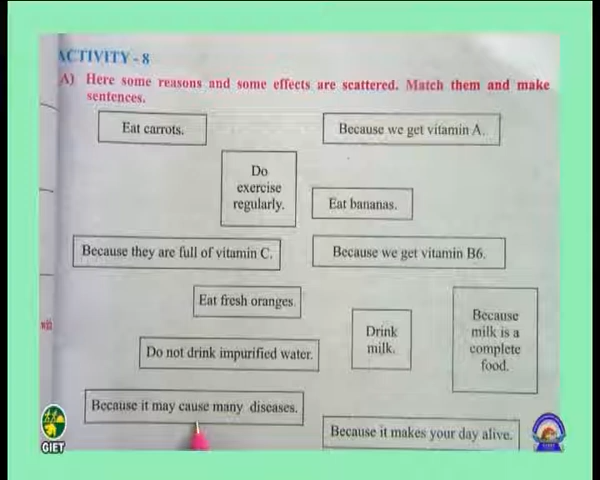 ACTIVITY - 8
A) Here some reasons and some effects are scattered. Match them and make
sentences.
Eat carrots.
Because we get vitamin A.
Do
exercise
regularly.
Eat bananas.
Because they are full of vitamin C.
Because we get vitamin B6.
Eat fresh oranges.
Drink
milk.
Because
milk is a
complete
food.
Do not drink impurified water.
Because it may cause many diseases.
Because it makes your day alive.
GIET